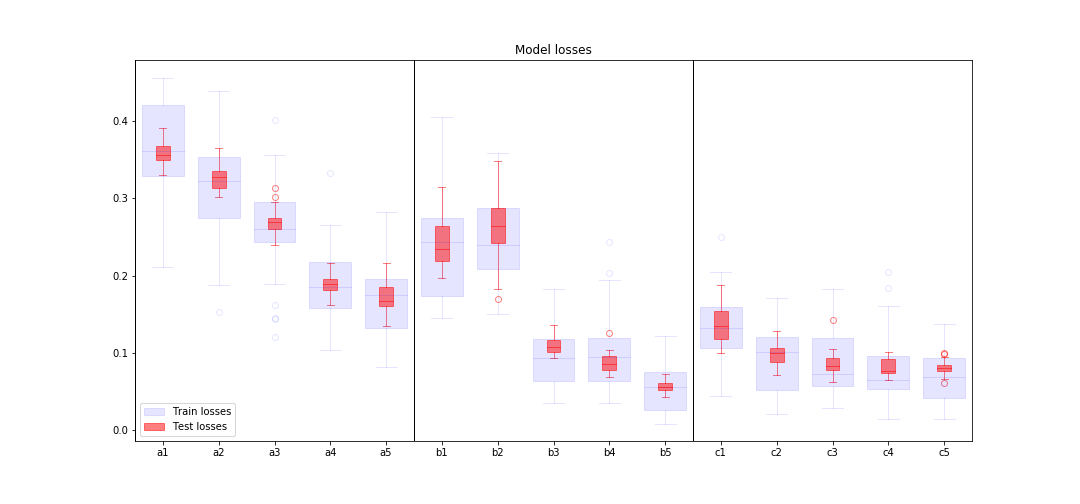 Model losses
0.4
0.3
0.2
0.1
0.0
Train losses
Test losses
a1 a2 a3 a4 a5 b1 b2 b3 b4 b5 c1 c2 c3 c4 c5